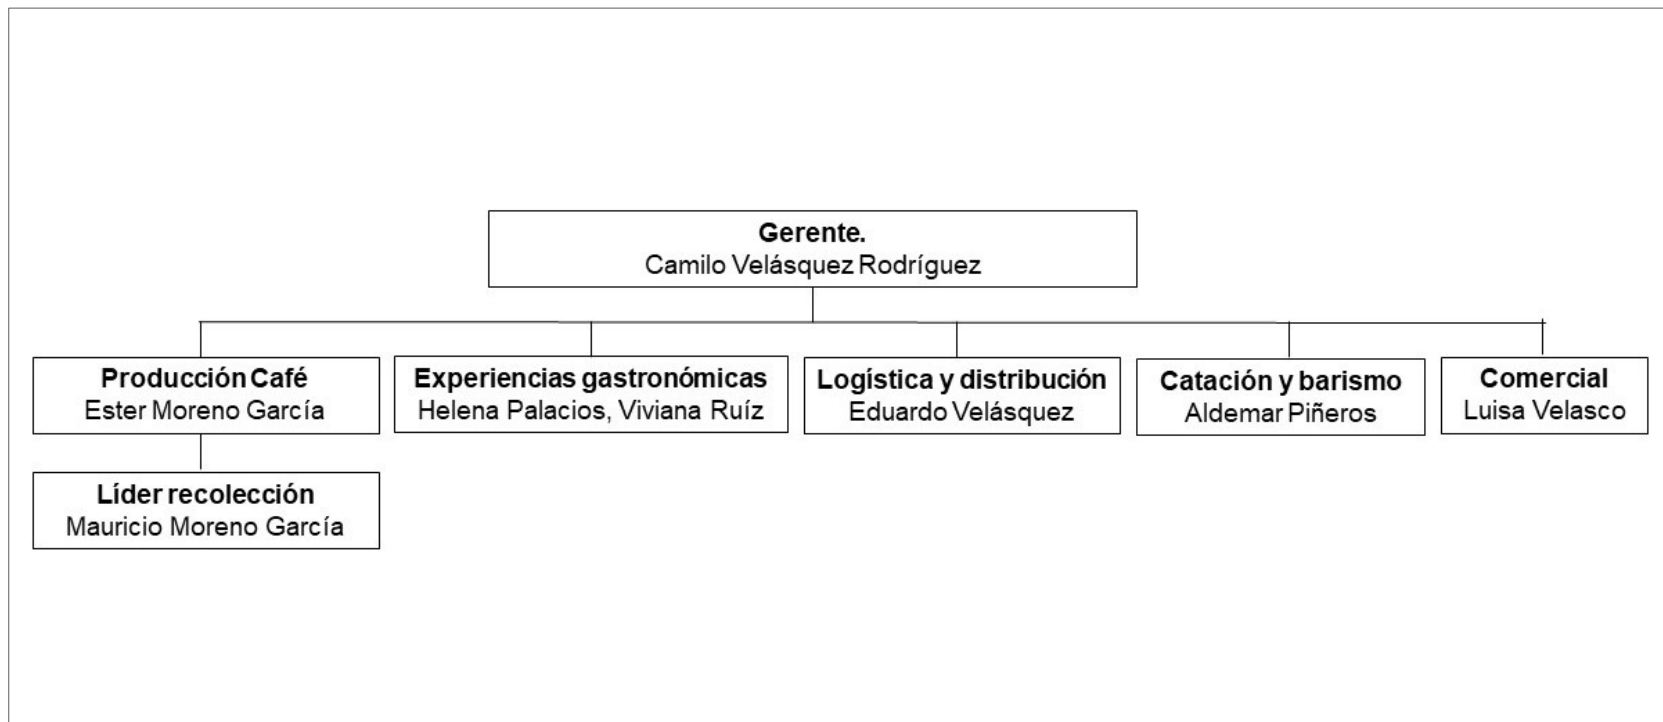 Gerente.
Camilo Velásquez Rodríguez
Producción Café
Ester Moreno García
Experiencias gastronómicas
Helena Palacios, Viviana Ruíz
Logística y distribución
Eduardo Velásquez
Catación y barismo
Aldemar Piñeros
Comercial
Luisa Velasco
Líder recolección
Mauricio Moreno García